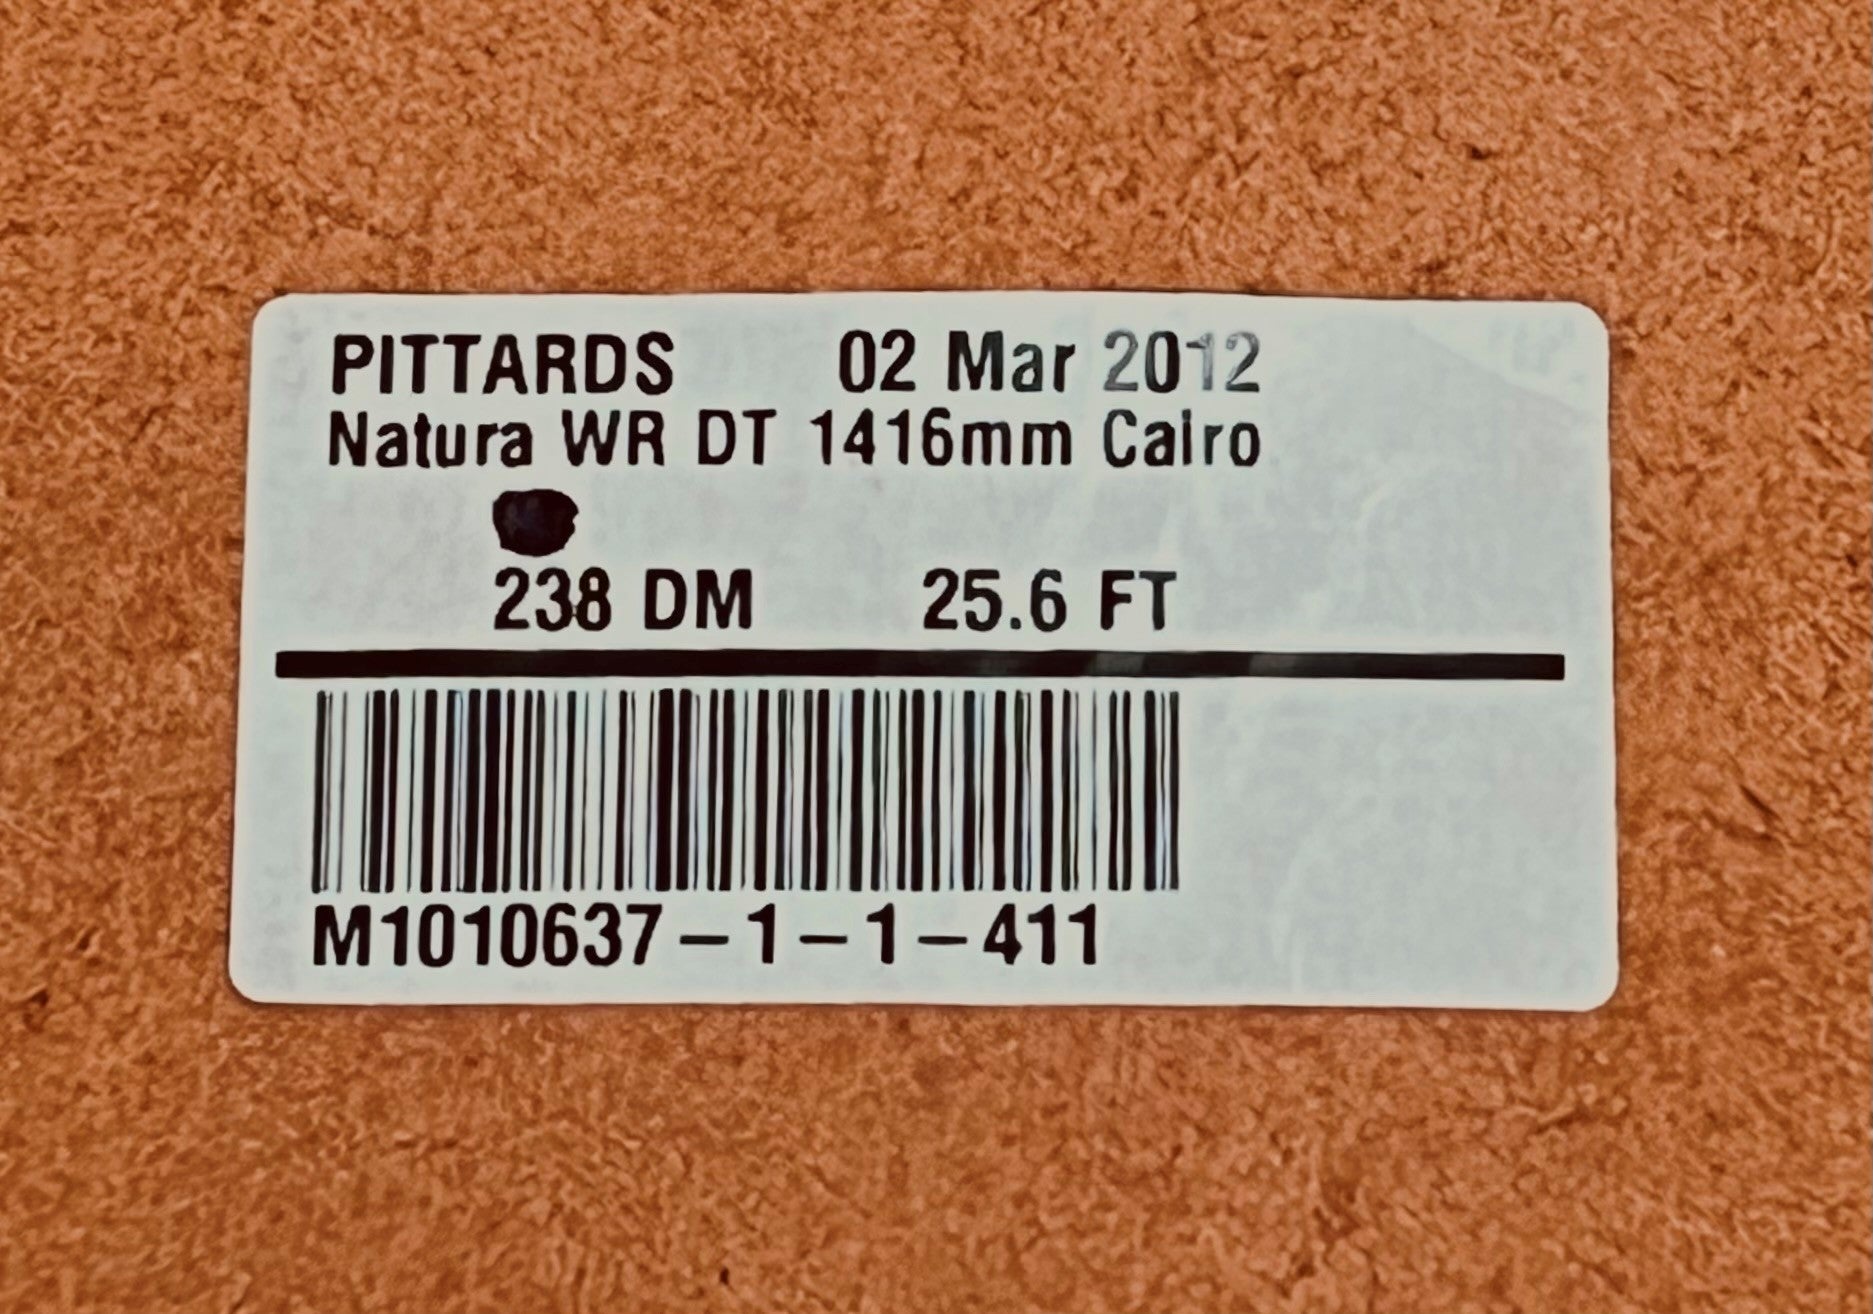 PITTARDS 02 Mar 2012
Natura WR DT 1416mm Cairo
238 DM 25.6 FT
M1010637-1-1-411